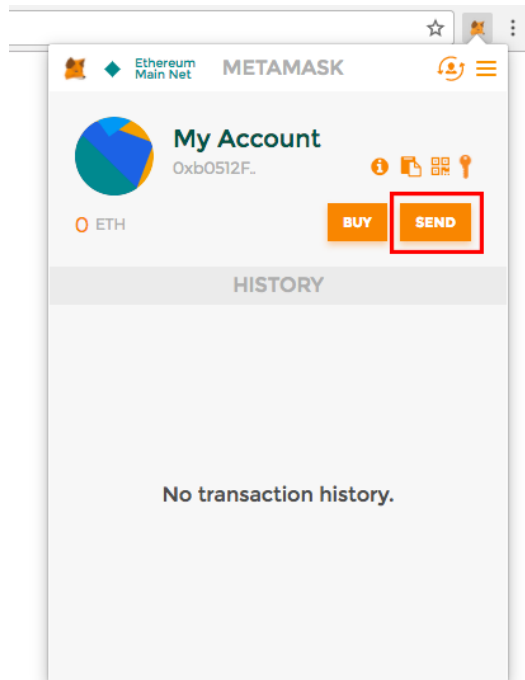 Ethereum
Main Net
METAMASK
My Account
0xb0512F..
0 ETH
BUY
SEND
HISTORY
No transaction history.